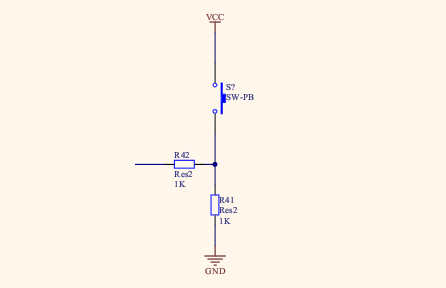 VCC
S?
SW-PB
R42
Res2
1K
R41
Res2
1K
GND